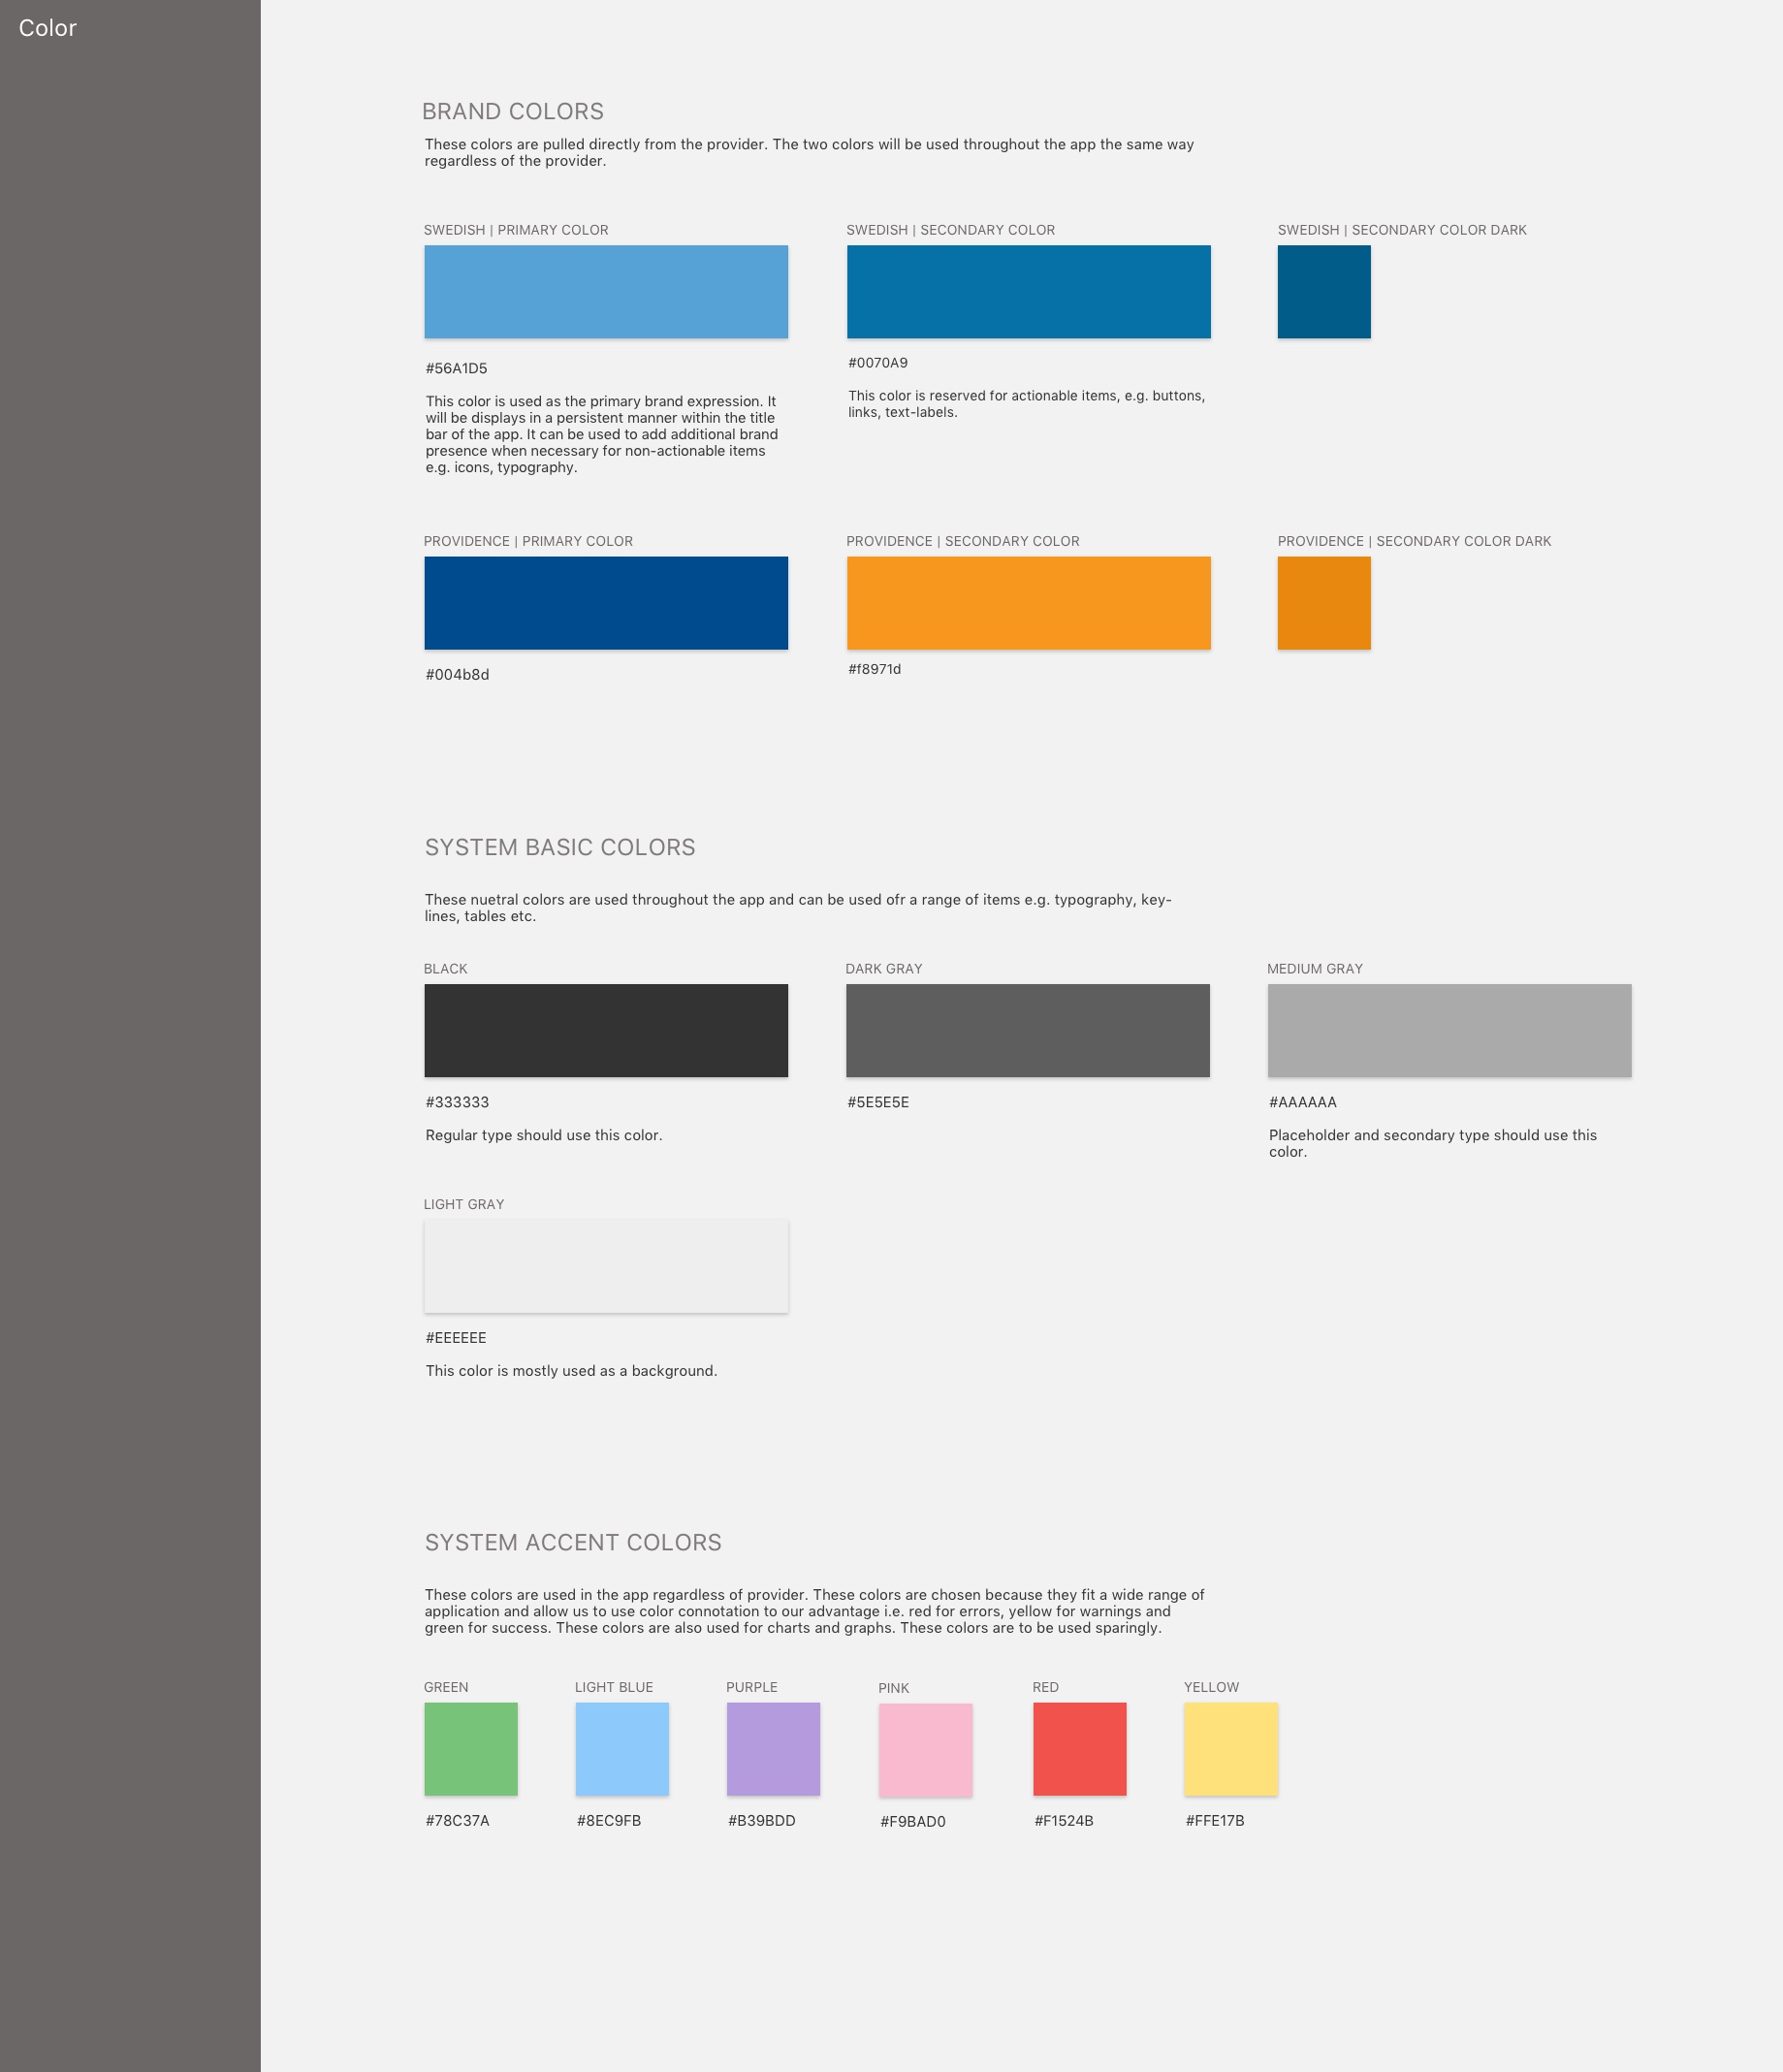 Color
BRAND COLORS
These colors are pulled directly from the provider. The two colors will be used throughout the app the same way
regardless of the provider.
SWEDISH | PRIMARY COLOR
SWEDISH | SECONDARY COLOR
SWEDISH | SECONDARY COLOR DARK
#56A1D5
#0070A9
This color is used as the primary brand expression. It
will be displays in a persistent manner within the title
bar of the app. It can be used to add additional brand
presence when necessary for non-actionable items
e.g. icons, typography.
This color is reserved for actionable items, e.g. buttons,
links, text-labels.
PROVIDENCE | PRIMARY COLOR
PROVIDENCE | SECONDARY COLOR
PROVIDENCE | SECONDARY COLOR DARK
#004b8d
#f8971d
SYSTEM BASIC COLORS
These nuetral colors are used throughout the app and can be used ofr a range of items e.g. typography, key-
lines, tables etc.
BLACK
DARK GRAY
MEDIUM GRAY
#333333
#5E5E5E
#AAAAAA
Regular type should use this color.
Placeholder and secondary type should use this
color.
LIGHT GRAY
#EEEEEE
This color is mostly used as a background.
SYSTEM ACCENT COLORS
These colors are used in the app regardless of provider. These colors are chosen because they fit a wide range of
application and allow us to use color connotation to our advantage i.e. red for errors, yellow for warnings and
green for success. These colors are also used for charts and graphs. These colors are to be used sparingly.
GREEN
LIGHT BLUE
PURPLE
PINK
RED
YELLOW
#78C37A
#8EC9FB
#B39BDD
#F9BAD0
#F1524B
#FFE17B